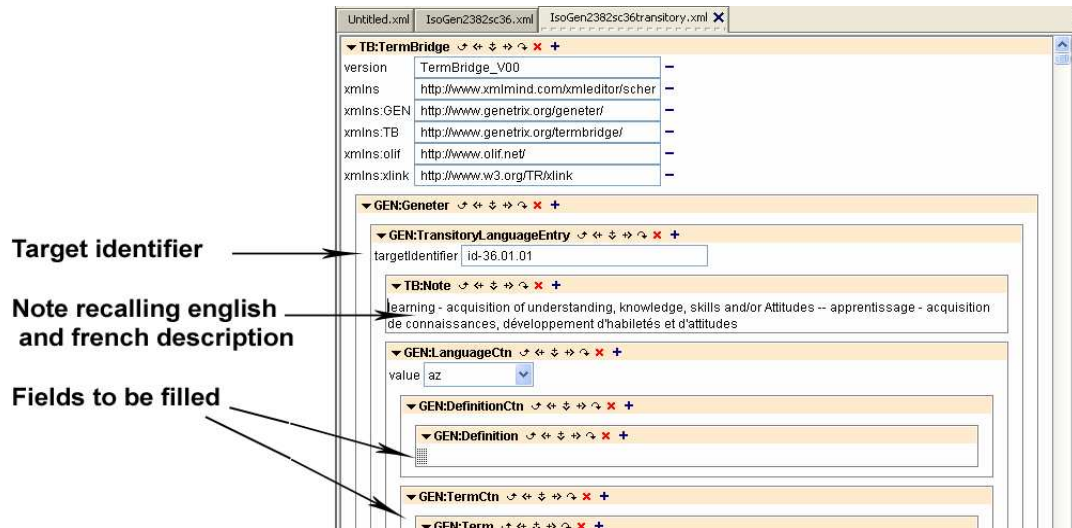 Untitled.xml IsoGen2382sc36.xml IsoGen2382sc36transitory.xml
TB:TermBridge
version TermBridge_V00
xmlns http://www.xmlmind.com/xmleditor/scher
xmlns:GEN http://www.genetrix.org/geneter/
xmlns:TB http://www.genetrix.org/termbridge/
xmlns:olif http://www.olif.net/
xmlns:xlink http://www.w3.org/TR/xlink
GEN:Geneter
GEN:TransitoryLanguageEntry
Target identifier
targetIdentifier id-36.01.01
TB:Note
Note recalling english
and french description
learning - acquisition of understanding, knowledge, skills and/or Attitudes -- apprentissage - acquisition
de connaissances, développement d'habiletés et d'attitudes
GEN:LanguageCtn
value az
Fields to be filled
GEN:DefinitionCtn
GEN:Definition
GEN:TermCtn
GEN:Term